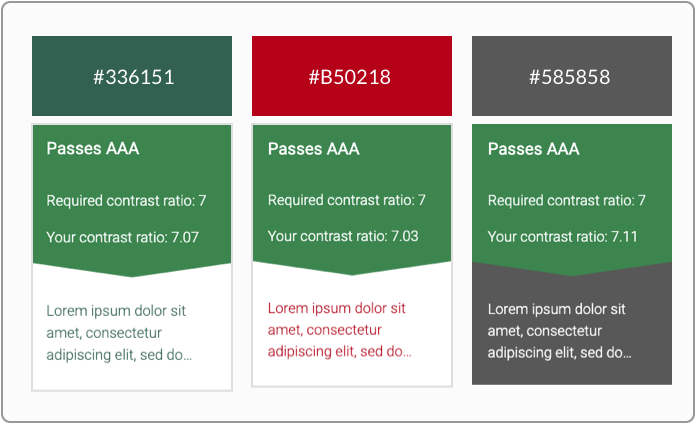 #336151
Passes AAA
Required contrast ratio: 7
Your contrast ratio: 7.07
Lorem ipsum dolor sit
amet, consectetur
adipiscing elit, sed do...
#B50218
Passes AAA
Required contrast ratio: 7
Your contrast ratio: 7.03
Lorem ipsum dolor sit
amet, consectetur
adipiscing elit, sed do...
#585858
Passes AAA
Required contrast ratio: 7
Your contrast ratio: 7.11
Lorem ipsum dolor sit
amet, consectetur
adipiscing elit, sed do...